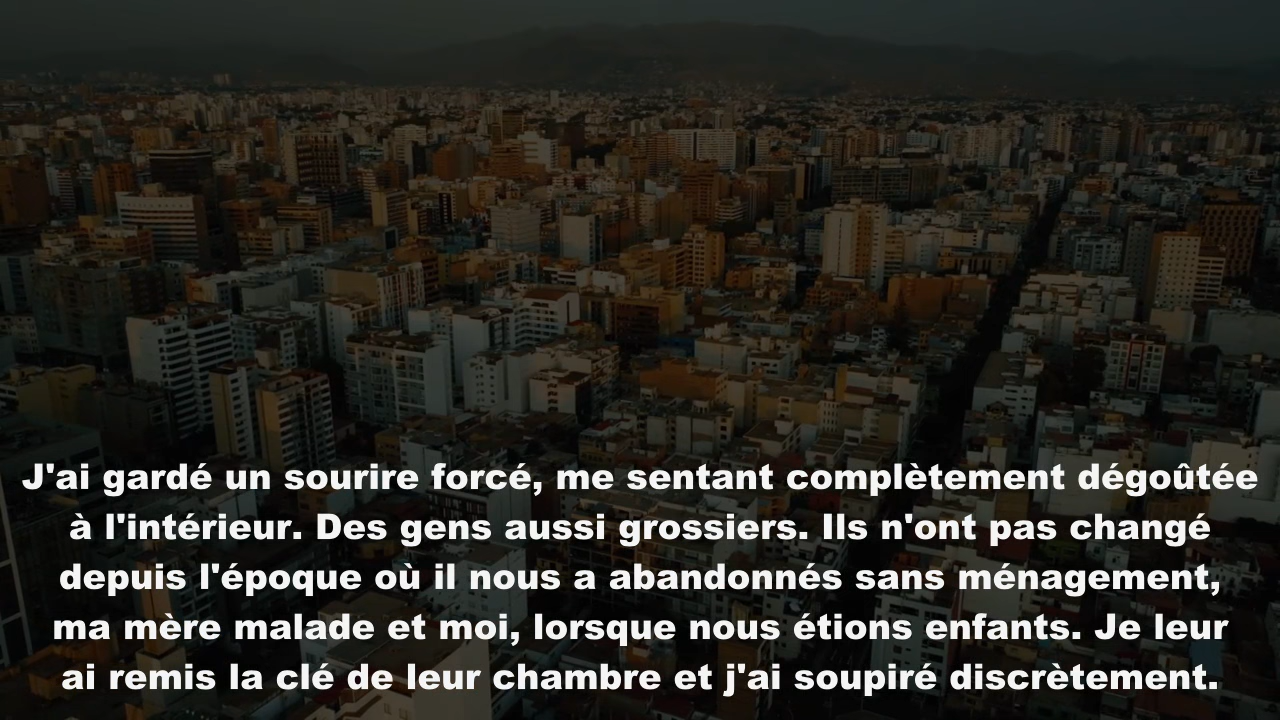 J'ai gardé un sourire forcé, me sentant complètement dégoûtée
à l'intérieur. Des gens aussi grossiers. Ils n'ont pas changé
depuis l'époque où il nous a abandonnés sans ménagement,
ma mère malade et moi, lorsque nous étions enfants. Je leur
ai remis la clé de leur chambre et j'ai soupiré discrètement.